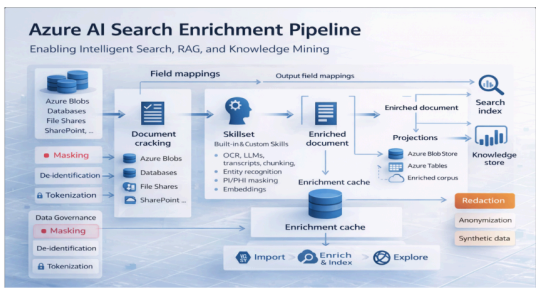 Azure AI Search Enrichment Pipeline
Enabling Intelligent Search, RAG, and Knowledge Mining
Field mappings
Output field mappings
Azure Blobs
Databases
File Shares
SharePoint, ...
Masking
De-identification
Tokenization
Document
cracking
Azure Blobs
Databases
File Shares
SharePoint ...
Skillset
Built-in & Custom Skills
OCR, LLMs,
transcripts, chunking,
Entity recognition
PI/PHI masking
Embeddings
Enriched
document
Enrichment cache
Enriched document
Projections
Azure Blob Store
Azure Tables
Enriched corpus
Search
index
Knowledge
store
Redaction
Anonymization
Synthetic data
Data Governance
Masking
De-identification
Tokenization
Enrichment cache
Import > Enrich
& Index > Explore